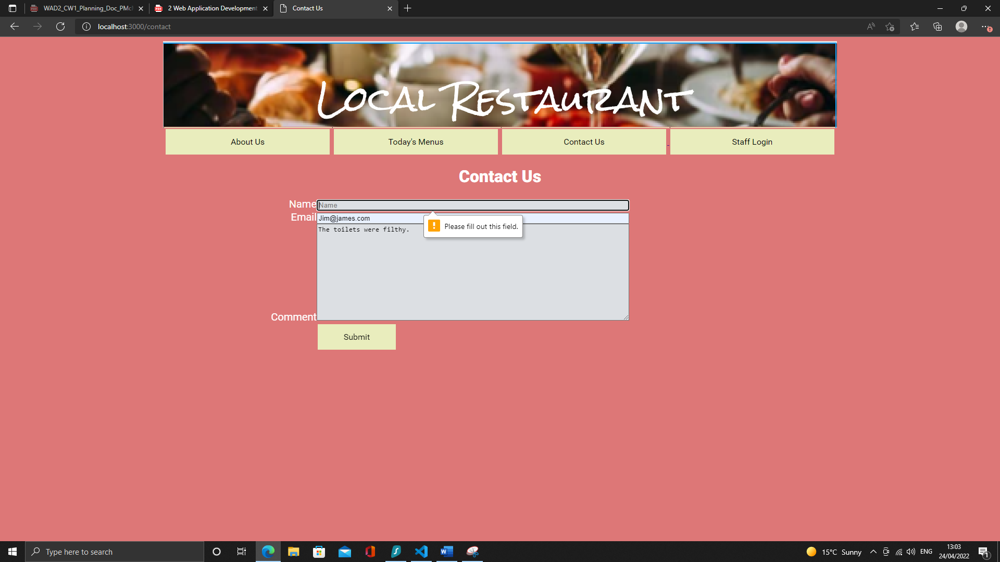 WAD2_CW1_Planning_Doc_PMc
2 Web Application Development
Contact Us
localhost:3000/contact
Local Restaurant
About Us
Today's Menus
Contact Us
Staff Login
Contact Us
Name
Name
Email
Jim@james.com
Please fill out this field.
The toilets were filthy.
Comment
Submit
Type here to search
15°C Sunny
ENG
13:03
24/04/2022
1